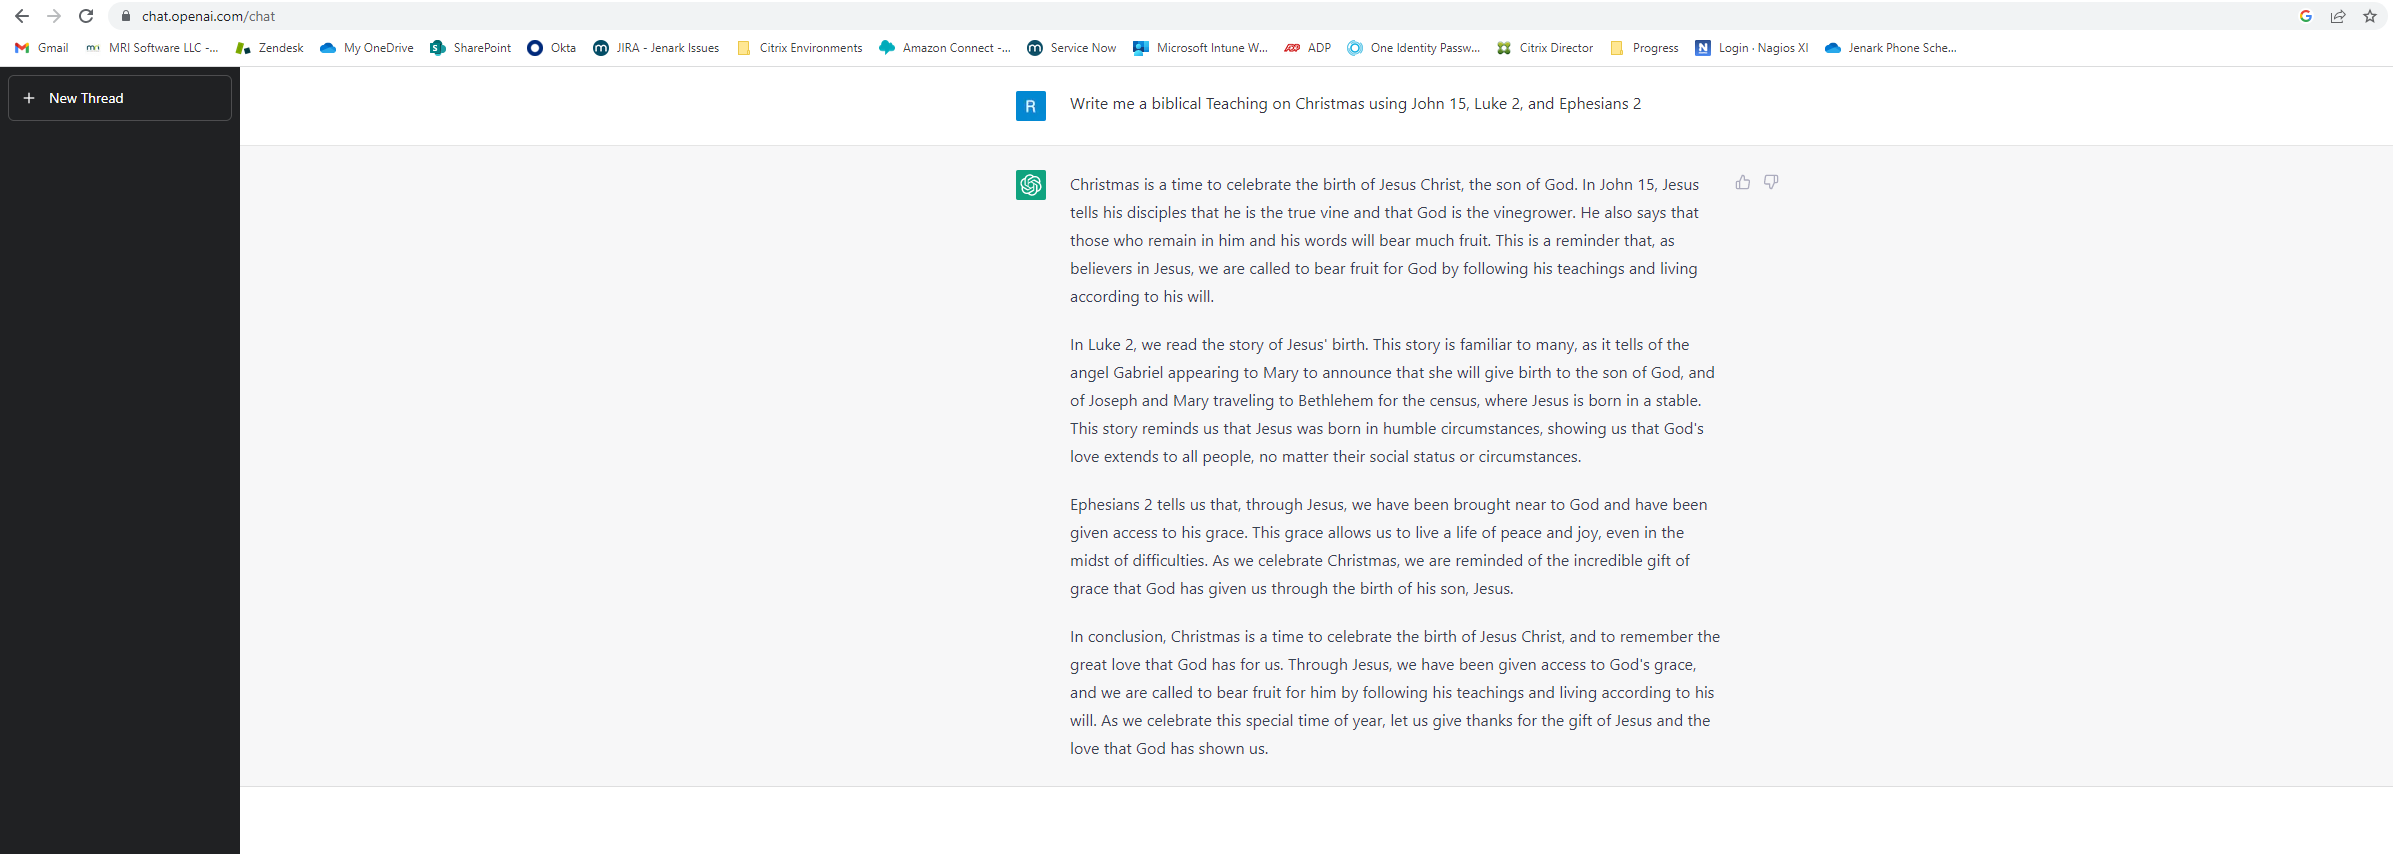 chat.openai.com/chat
Gmail MRI Software LLC -... Zendesk My OneDrive SharePoint Okta JIRA - Jenark Issues Citrix Environments Amazon Connect -... Service Now Microsoft Intune W... ADP One Identity Passw... Citrix Director Progress Login · Nagios XI Jenark Phone Sche...
+ New Thread
R Write me a biblical Teaching on Christmas using John 15, Luke 2, and Ephesians 2
Christmas is a time to celebrate the birth of Jesus Christ, the son of God. In John 15, Jesus
tells his disciples that he is the true vine and that God is the vinegrower. He also says that
those who remain in him and his words will bear much fruit. This is a reminder that, as
believers in Jesus, we are called to bear fruit for God by following his teachings and living
according to his will.
In Luke 2, we read the story of Jesus' birth. This story is familiar to many, as it tells of the
angel Gabriel appearing to Mary to announce that she will give birth to the son of God, and
of Joseph and Mary traveling to Bethlehem for the census, where Jesus is born in a stable.
This story reminds us that Jesus was born in humble circumstances, showing us that God's
love extends to all people, no matter their social status or circumstances.
Ephesians 2 tells us that, through Jesus, we have been brought near to God and have been
given access to his grace. This grace allows us to live a life of peace and joy, even in the
midst of difficulties. As we celebrate Christmas, we are reminded of the incredible gift of
grace that God has given us through the birth of his son, Jesus.
In conclusion, Christmas is a time to celebrate the birth of Jesus Christ, and to remember the
great love that God has for us. Through Jesus, we have been given access to God's grace,
and we are called to bear fruit for him by following his teachings and living according to his
will. As we celebrate this special time of year, let us give thanks for the gift of Jesus and the
love that God has shown us.